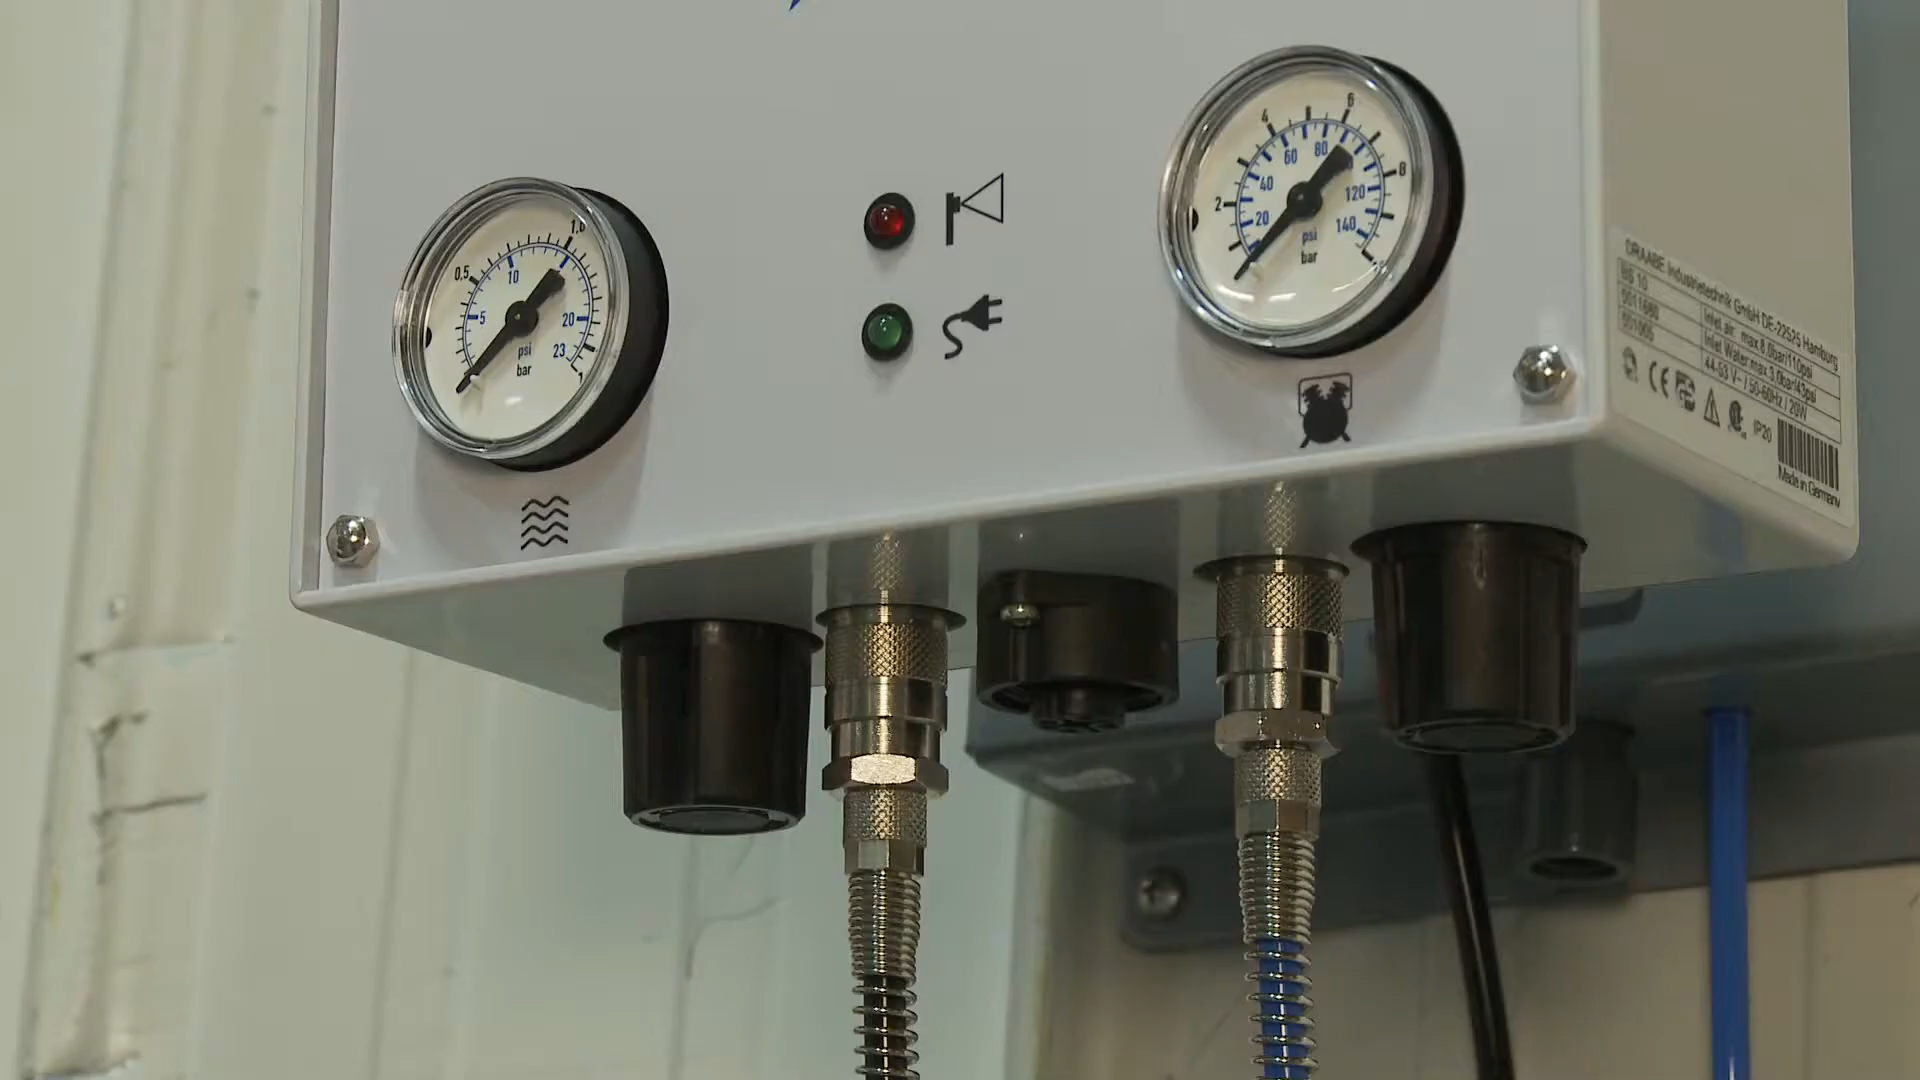 0,5
1,0
5
10
20
23
psi
bar
2
4
6
8
20
40
60
80
120
140
psi
bar
DRAABE Industrietechnik GmbH DE-22525 Hamburg
BS 10
Inlet air: max 8,0bar/110psi
Inlet Water max 3,0bar/43psi
44-53 V~ / 50-60Hz / 20W
CE
IP20
Made in Germany